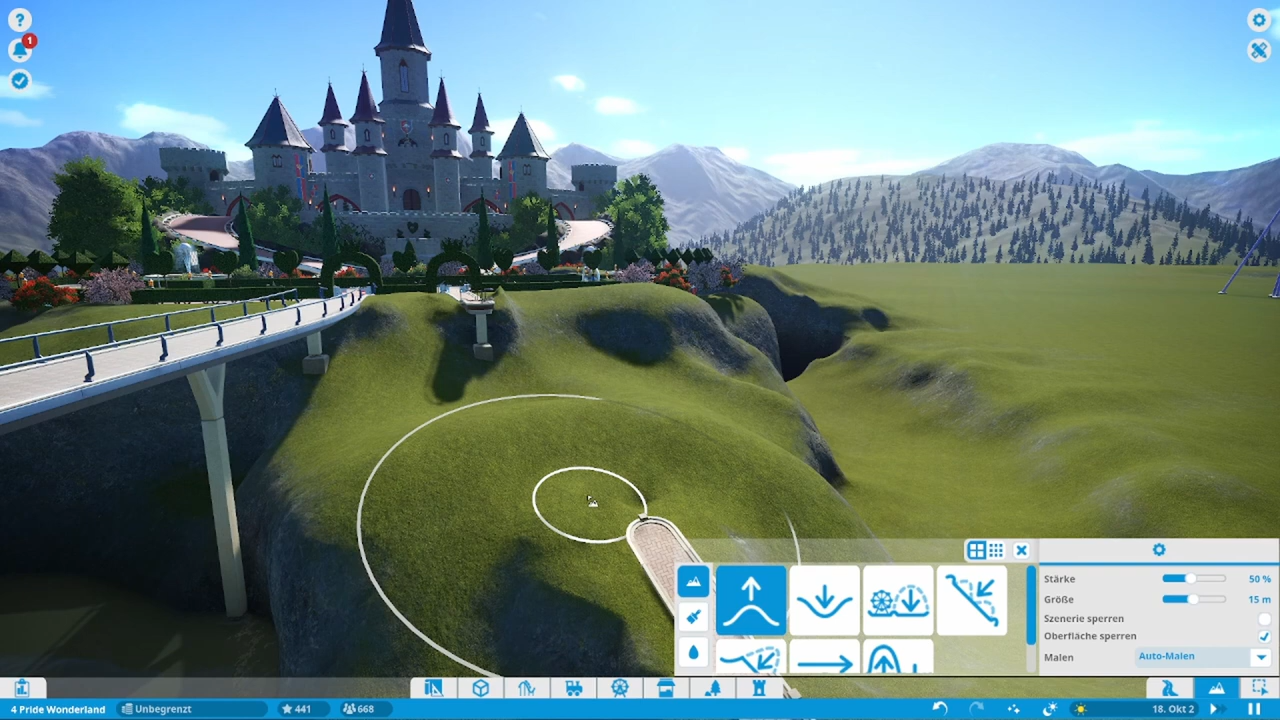 ?
1
Stärke 50 %
Größe 15 m
Szenerie sperren
Oberfläche sperren
Malen Auto-Malen
4 Pride Wonderland Unbegrenzt 441 668 18. Okt 2